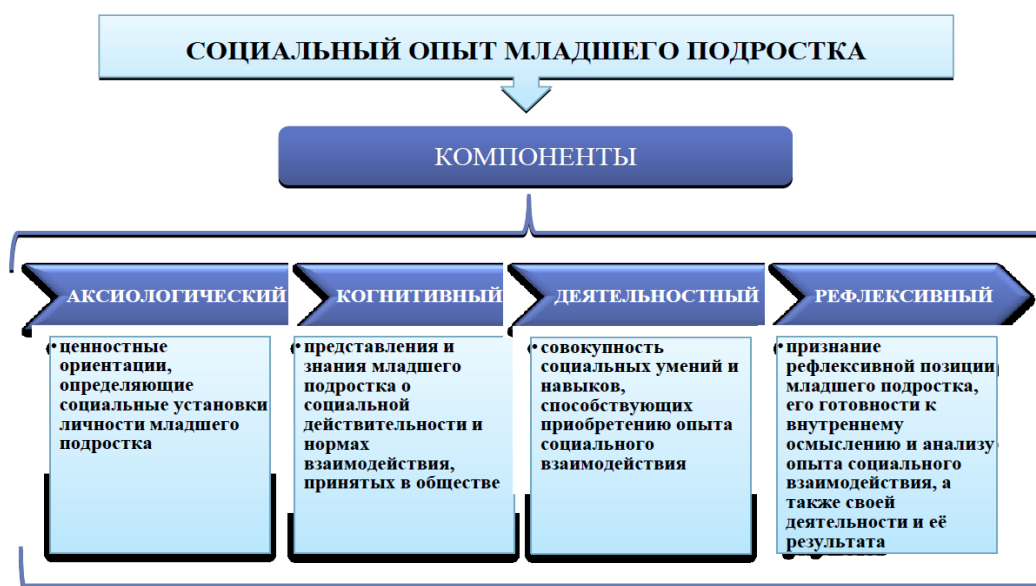 СОЦИАЛЬНЫЙ ОПЫТ МЛАДШЕГО ПОДРОСТКА
КОМПОНЕНТЫ
АКСИОЛОГИЧЕСКИЙ
• ценностные
ориентации,
определяющие
социальные установки
личности младшего
подростка
КОГНИТИВНЫЙ
• представления и
знания младшего
подростка о
социальной
действительности и
нормах
взаимодействия,
принятых в обществе
ДЕЯТЕЛЬНОСТНЫЙ
• совокупность
социальных умений и
навыков,
способствующих
приобретению опыта
социального
взаимодействия
РЕФЛЕКСИВНЫЙ
• признание
рефлексивной позиции
младшего подростка,
его готовности к
внутреннему
осмыслению и анализу
опыта социального
взаимодействия, а
также своей
деятельности и её
результата